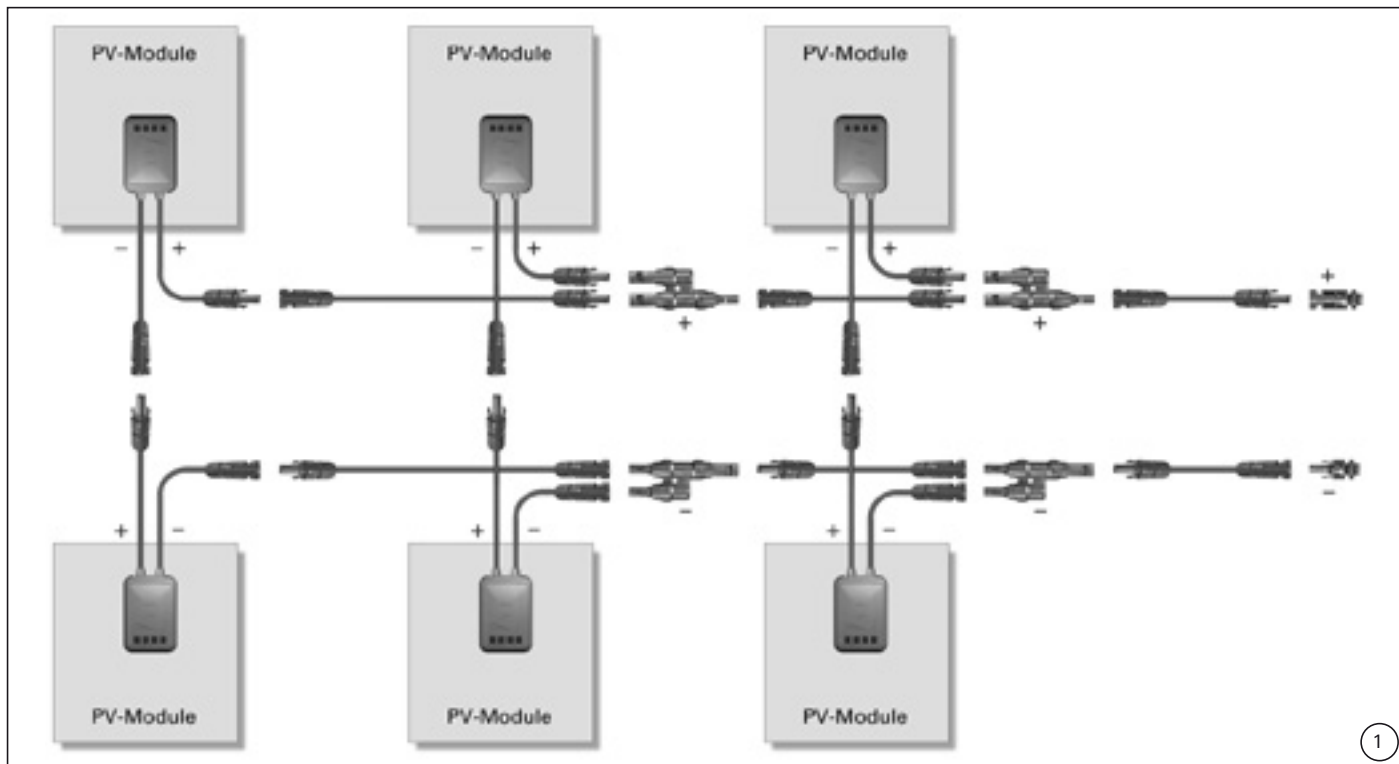 PV-Module PV-Module PV-Module
− + − + − +
+
+ +
− −
−
+ − + − + −
PV-Module PV-Module PV-Module
1